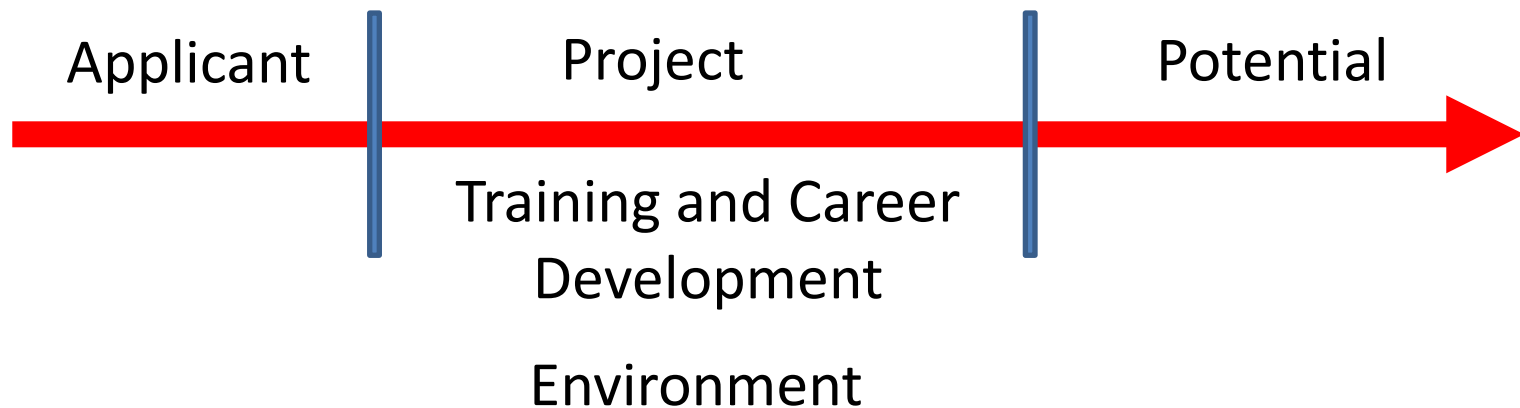 Applicant
Project
Potential
Training and Career
Development
Environment